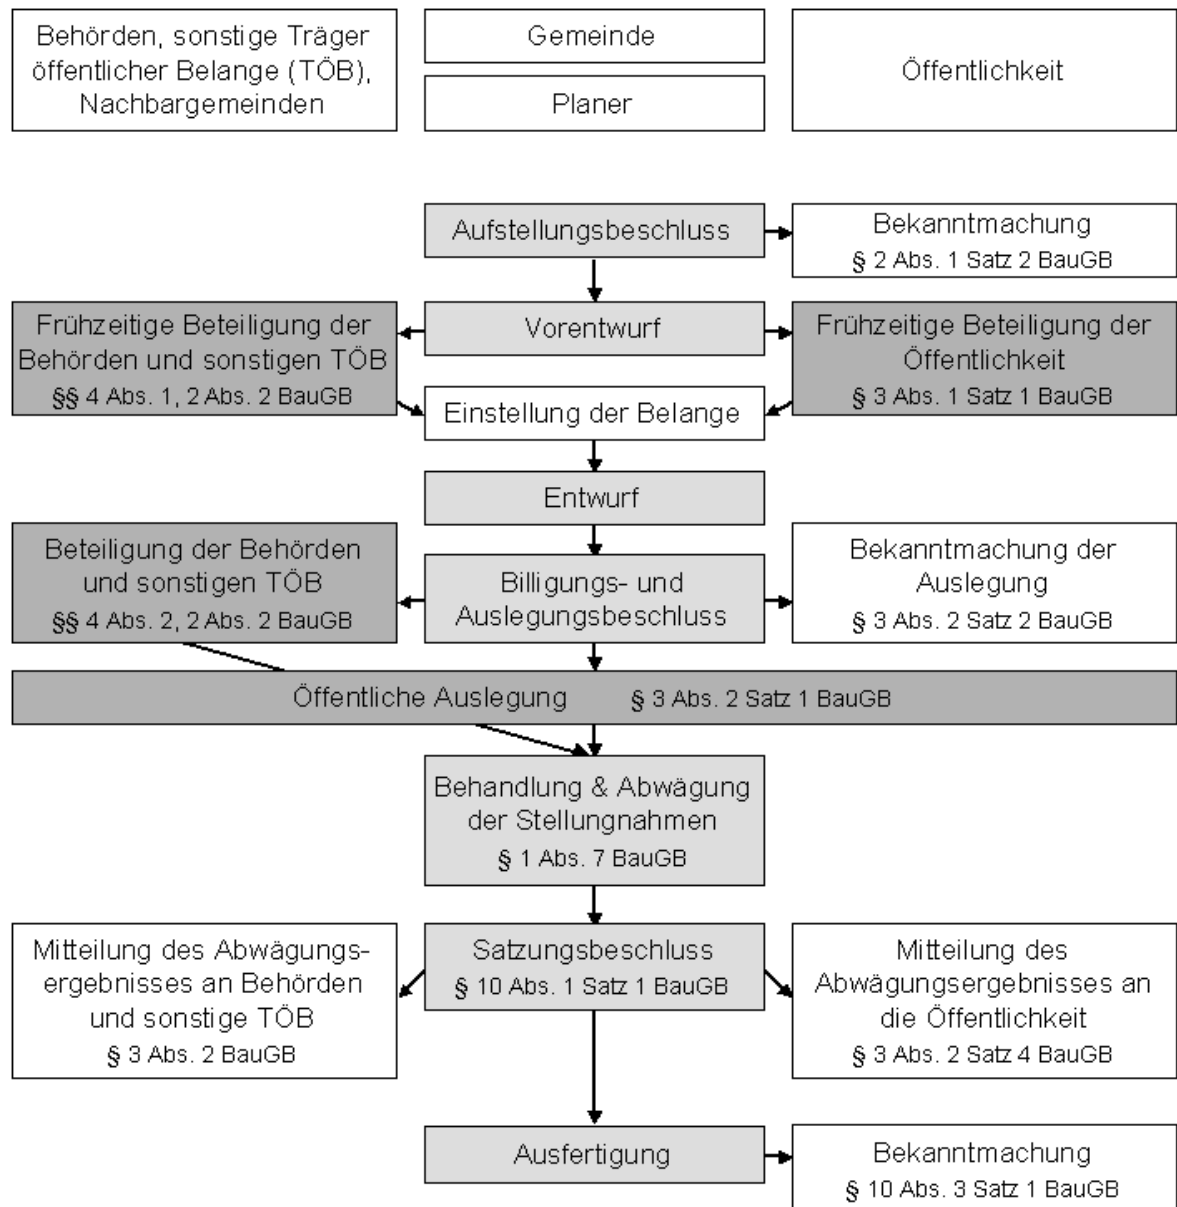 Behörden, sonstige Träger
öffentlicher Belange (TÖB),
Nachbargemeinden
Gemeinde
Planer
Öffentlichkeit
Aufstellungsbeschluss
Bekanntmachung
§ 2 Abs. 1 Satz 2 BauGB
Frühzeitige Beteiligung der
Behörden und sonstigen TÖB
§§ 4 Abs. 1, 2 Abs. 2 BauGB
Vorentwurf
Frühzeitige Beteiligung der
Öffentlichkeit
§ 3 Abs. 1 Satz 1 BauGB
Einstellung der Belange
Entwurf
Beteiligung der Behörden
und sonstigen TÖB
§§ 4 Abs. 2, 2 Abs. 2 BauGB
Billigungs- und
Auslegungsbeschluss
Bekanntmachung der
Auslegung
§ 3 Abs. 2 Satz 2 BauGB
Öffentliche Auslegung § 3 Abs. 2 Satz 1 BauGB
Behandlung & Abwägung
der Stellungnahmen
§ 1 Abs. 7 BauGB
Mitteilung des Abwägungs-
ergebnisses an Behörden
und sonstige TÖB
§ 3 Abs. 2 BauGB
Satzungsbeschluss
§ 10 Abs. 1 Satz 1 BauGB
Mitteilung des
Abwägungsergebnisses an
die Öffentlichkeit
§ 3 Abs. 2 Satz 4 BauGB
Ausfertigung
Bekanntmachung
§ 10 Abs. 3 Satz 1 BauGB